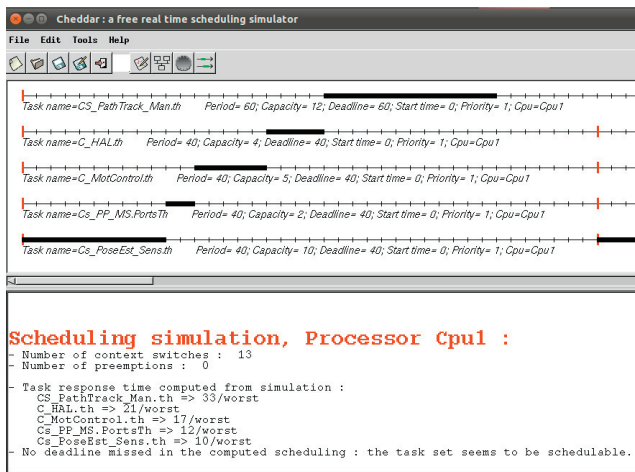 Cheddar : a free real time scheduling simulator
File Edit Tools Help
Task name=CS_PathTrack_Man.th Period= 60; Capacity= 12; Deadline= 60; Start time= 0; Priority= 1; Cpu=Cpu1
Task name=C_HAL.th Period= 40; Capacity= 4; Deadline= 40; Start time= 0; Priority= 1; Cpu=Cpu1
Task name=C_MotControl.th Period= 40; Capacity= 5; Deadline= 40; Start time= 0; Priority= 1; Cpu=Cpu1
Task name=Cs_PP_MS.PortsTh Period= 40; Capacity= 2; Deadline= 40; Start time= 0; Priority= 1; Cpu=Cpu1
Task name=Cs_PoseEst_Sens.th Period= 40; Capacity= 10; Deadline= 40; Start time= 0; Priority= 1; Cpu=Cpu1
Scheduling simulation, Processor Cpu1 :
- Number of context switches : 13
- Number of preemptions : 0
- Task response time computed from simulation :
CS_PathTrack_Man.th => 33/worst
C_HAL.th => 21/worst
C_MotControl.th => 17/worst
Cs_PP_MS.PortsTh => 12/worst
Cs_PoseEst_Sens.th => 10/worst
- No deadline missed in the computed scheduling : the task set seems to be schedulable.